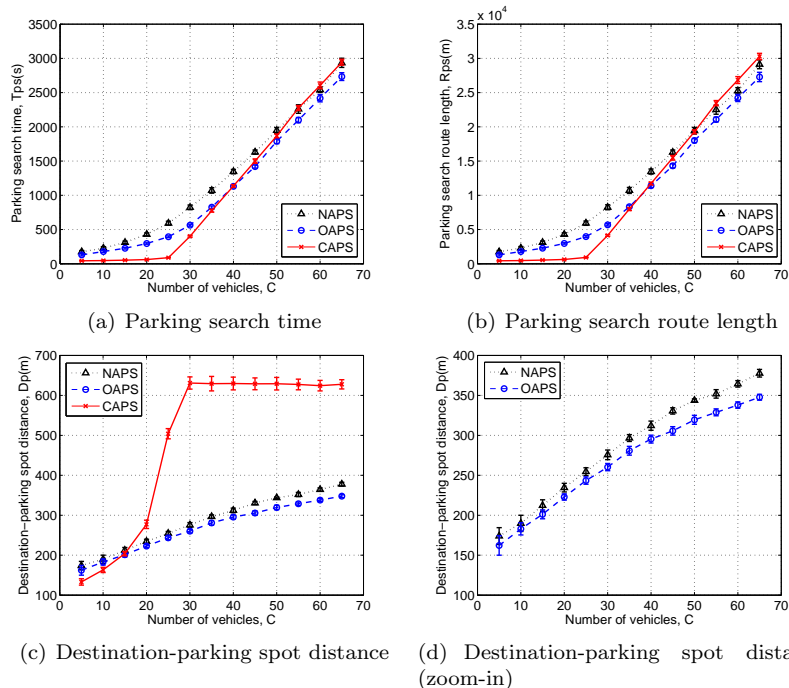 3500
3000
2500
2000
1500
1000
500
0
Parking search time, Tps(s)
0 10 20 30 40 50 60 70
Number of vehicles, C
NAPS
OAPS
CAPS
(a) Parking search time
x 10^4
3.5
3
2.5
2
1.5
1
0.5
0
Parking search route length, Rps(m)
0 10 20 30 40 50 60 70
Number of vehicles, C
NAPS
OAPS
CAPS
(b) Parking search route length
700
600
500
400
300
200
100
Destination−parking spot distance, Dp(m)
0 10 20 30 40 50 60 70
Number of vehicles, C
NAPS
OAPS
CAPS
(c) Destination-parking spot distance
400
350
300
250
200
150
100
Destination−parking spot distance, Dp(m)
0 10 20 30 40 50 60 70
Number of vehicles, C
NAPS
OAPS
(d) Destination-parking spot dista
(zoom-in)